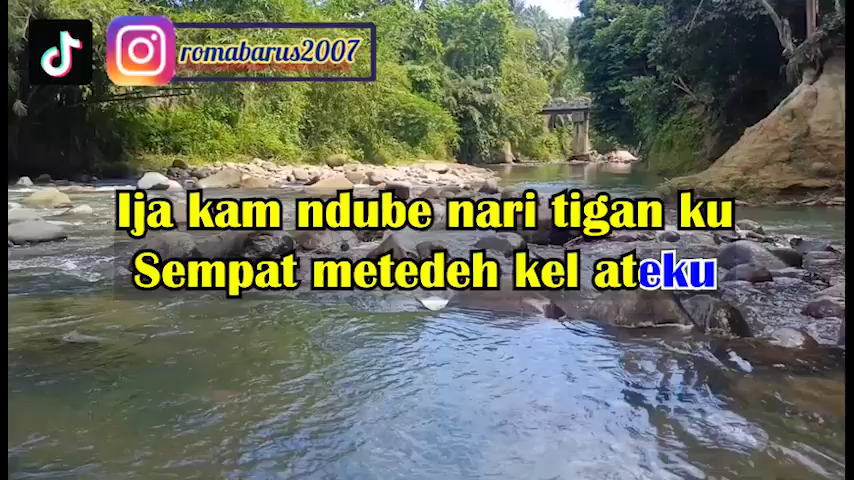 romabarus2007
Ija kam ndube nari tigan ku
Sempat metedeh kel ateku